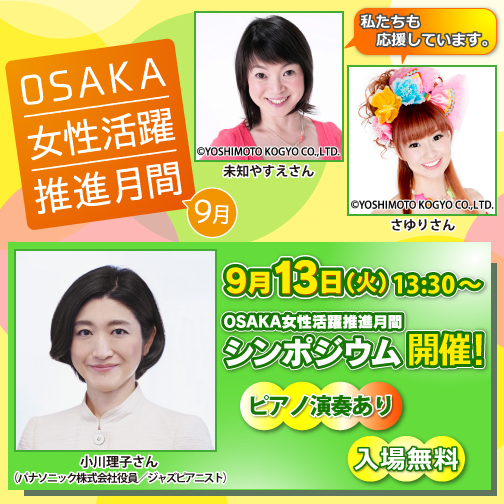 OSAKA
女性活躍
推進月間
9月
私たちも
応援しています。
©YOSHIMOTO KOGYO CO.,LTD.
未知やすえさん
©YOSHIMOTO KOGYO CO.,LTD.
さゆりさん
9月13日(火) 13:30〜
OSAKA女性活躍推進月間
シンポジウム 開催!
ピアノ演奏あり
入場無料
小川理子さん
(パナソニック株式会社役員/ジャズピアニスト)